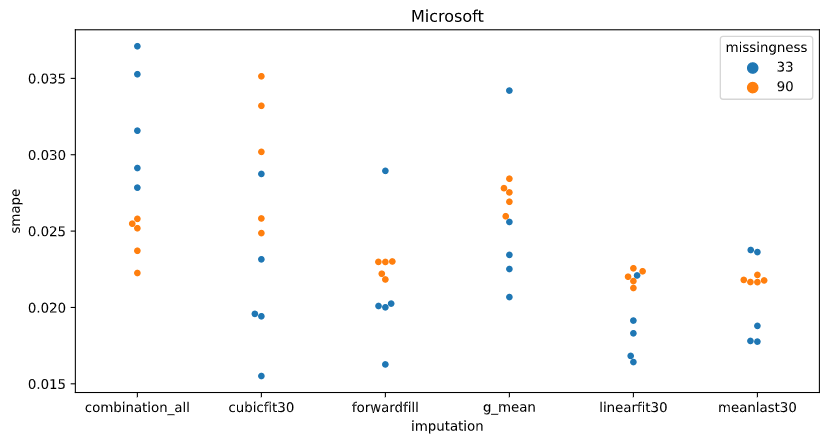 Microsoft
missingness
33
90
smape
0.035
0.030
0.025
0.020
0.015
combination_all cubicfit30 forwardfill g_mean linearfit30 meanlast30
imputation